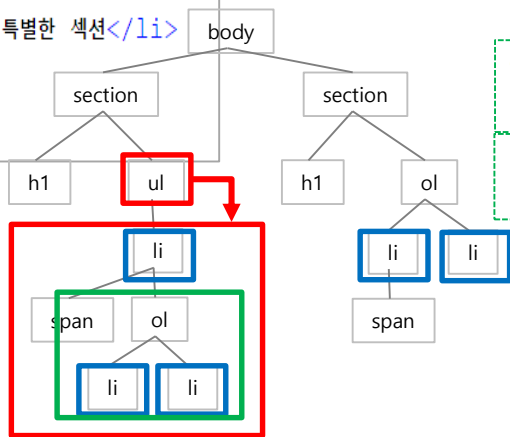 특별한 섹션</li>
body
section
section
h1
ul
h1
ol
li
li
li
span
ol
span
li
li